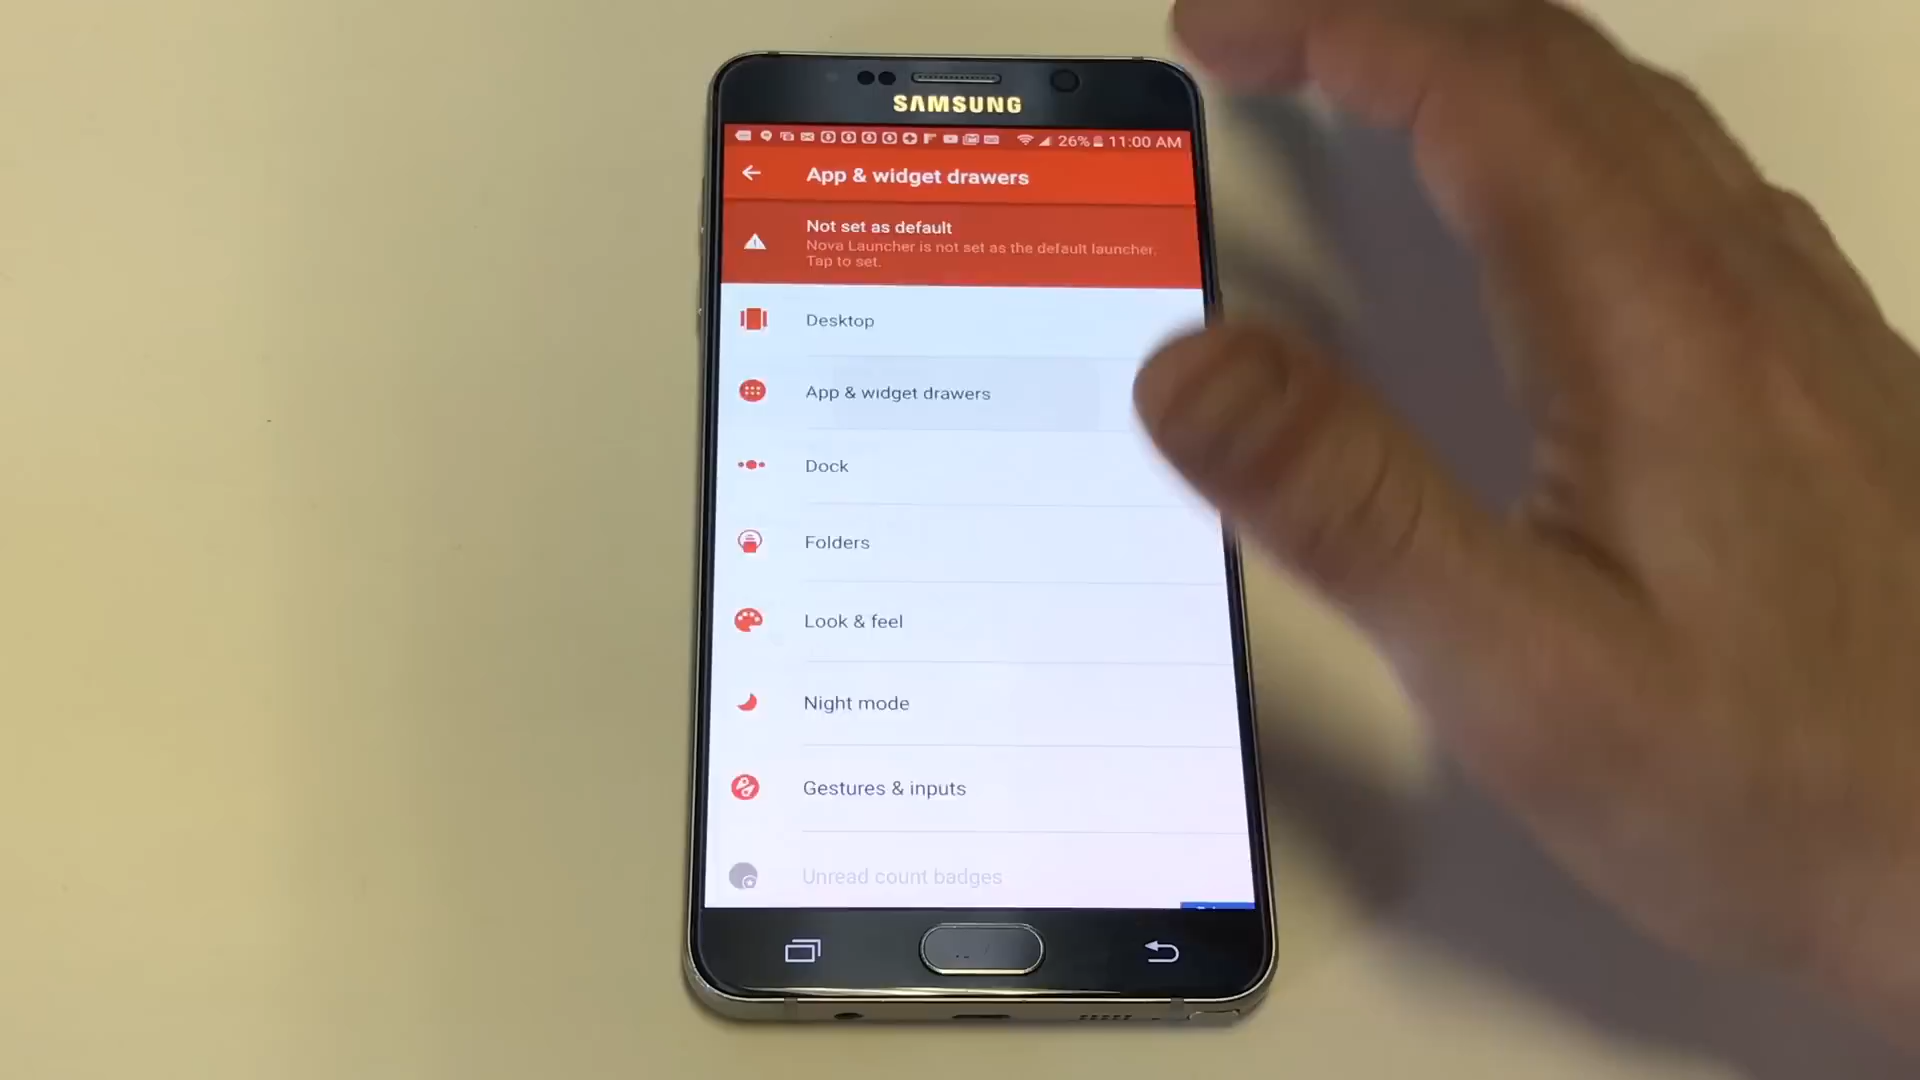 SAMSUNG
26% 11:00 AM
App & widget drawers
Not set as default
Nova Launcher is not set as the default launcher.
Tap to set.
Desktop
App & widget drawers
Dock
Folders
Look & feel
Night mode
Gestures & inputs
Unread count badges